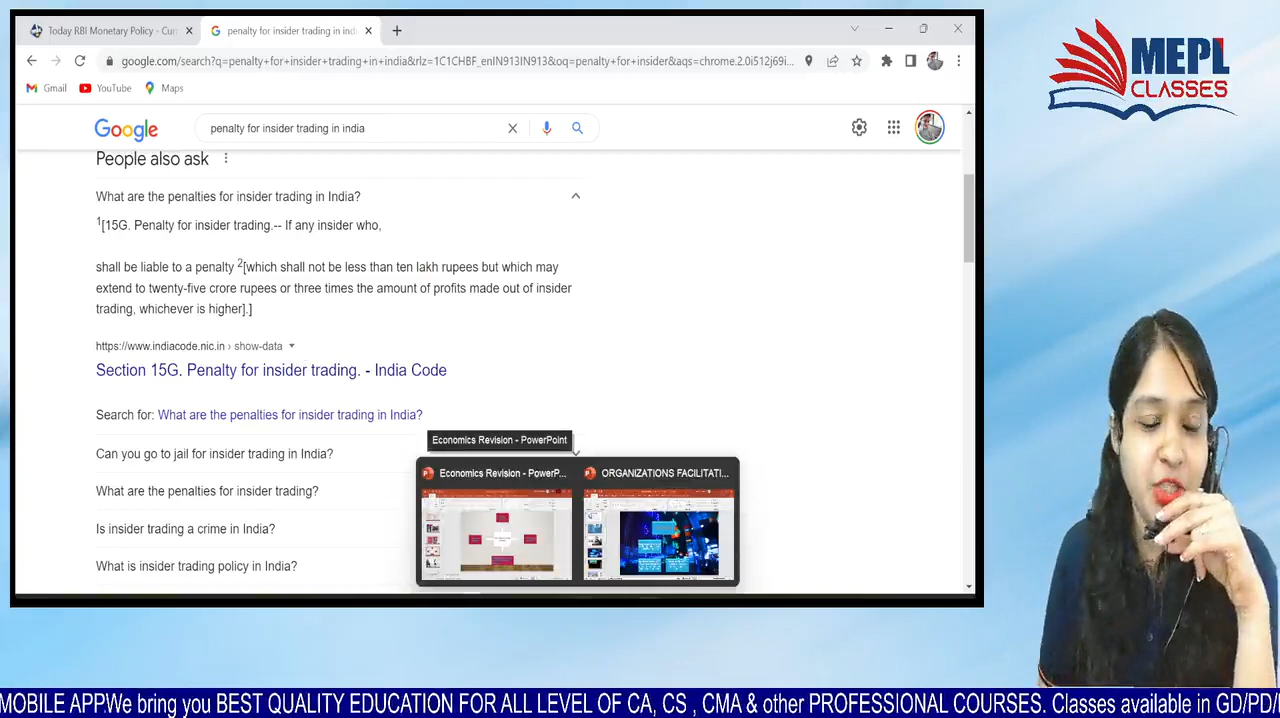 Today RBI Monetary Policy - Curr
penalty for insider trading in indi
google.com/search?q=penalty+for+insider+trading+in+india&rlz=1C1CHBF_enIN913IN913&oq=penalty+for+insider&aqs=chrome.2.0i512j69i...
Gmail
YouTube
Maps
MEPL
CLASSES
Google
penalty for insider trading in india
People also ask
What are the penalties for insider trading in India?
1[15G. Penalty for insider trading.-- If any insider who,
shall be liable to a penalty 2[which shall not be less than ten lakh rupees but which may
extend to twenty-five crore rupees or three times the amount of profits made out of insider
trading, whichever is higher].]
https://www.indiacode.nic.in › show-data
Section 15G. Penalty for insider trading. - India Code
Search for: What are the penalties for insider trading in India?
Economics Revision - PowerPoint
Can you go to jail for insider trading in India?
Economics Revision - PowerP...
ORGANIZATIONS FACILITATI...
What are the penalties for insider trading?
Is insider trading a crime in India?
What is insider trading policy in India?
MOBILE APP.We bring you BEST QUALITY EDUCATION FOR ALL LEVEL OF CA, CS , CMA & other PROFESSIONAL COURSES. Classes available in GD/PD/